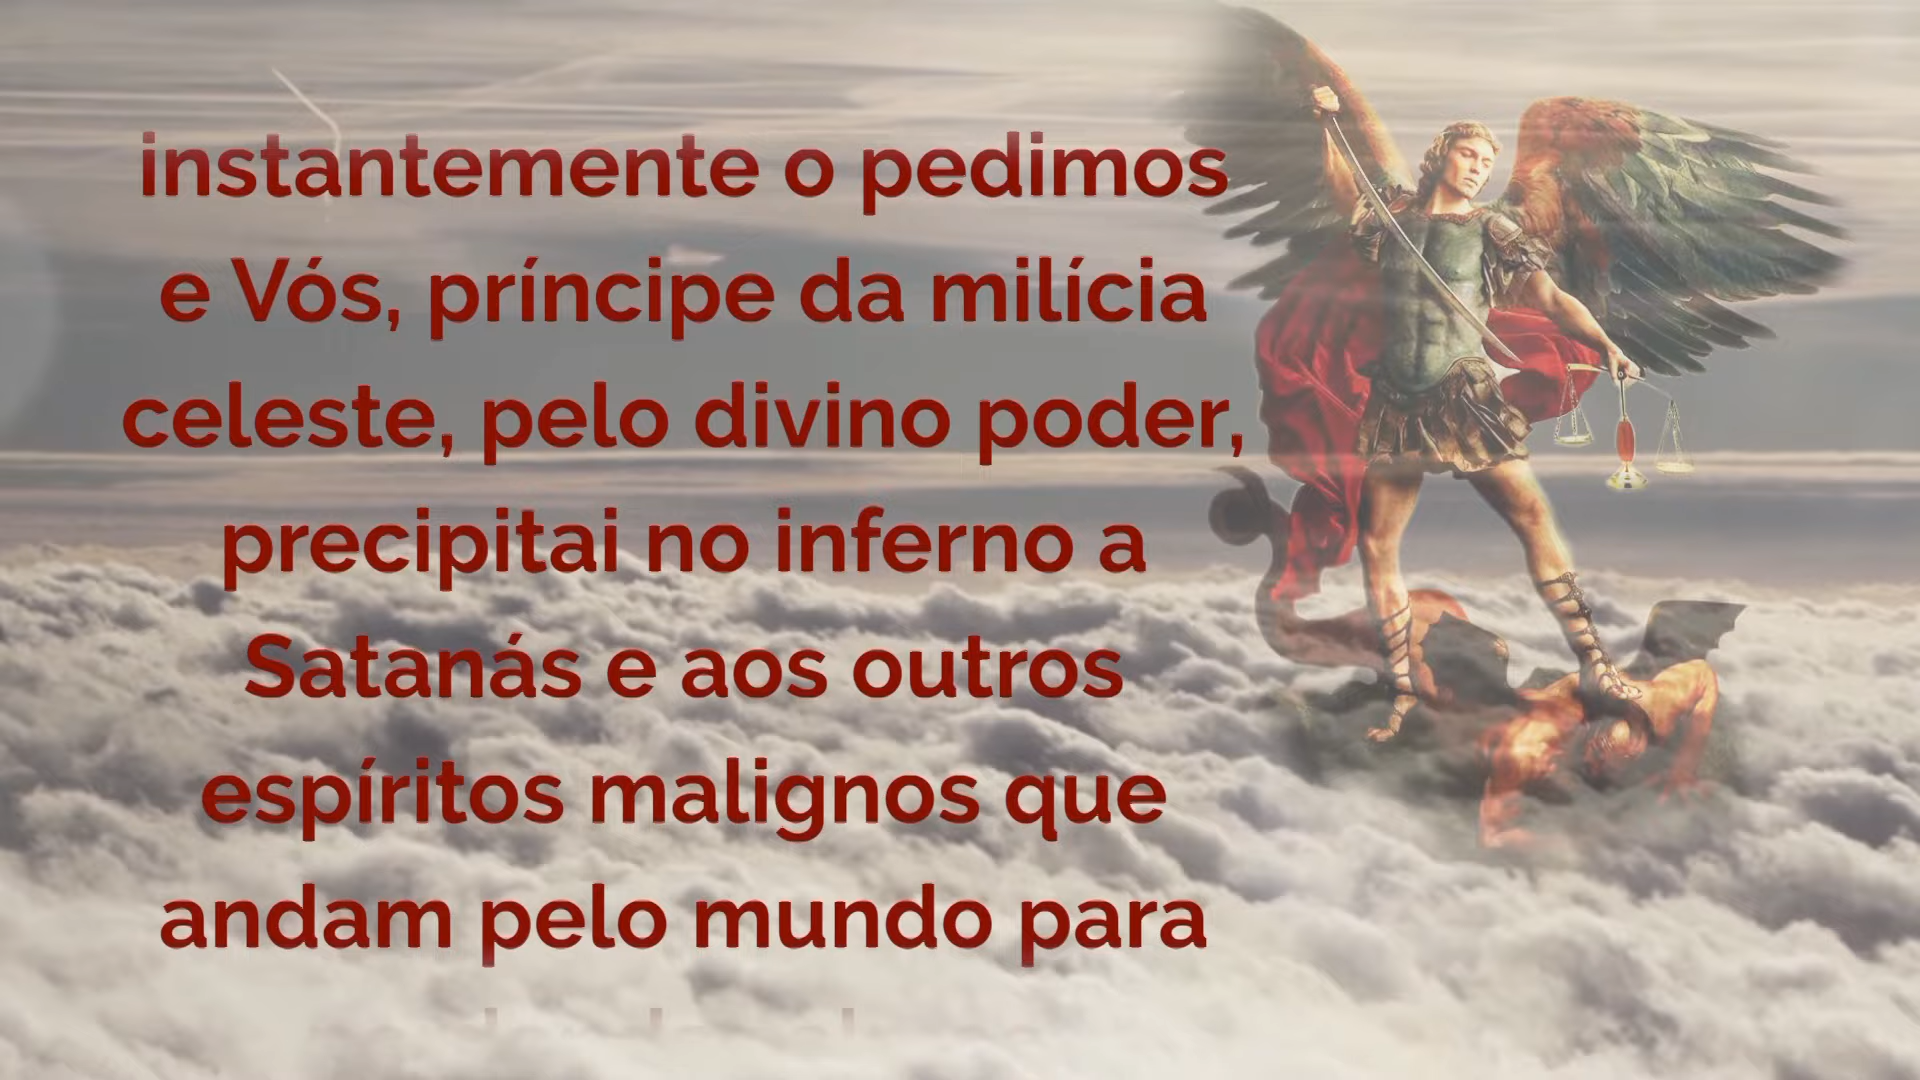 instantemente o pedimos
e Vós, príncipe da milícia
celeste, pelo divino poder,
precipitai no inferno a
Satanás e aos outros
espíritos malignos que
andam pelo mundo para